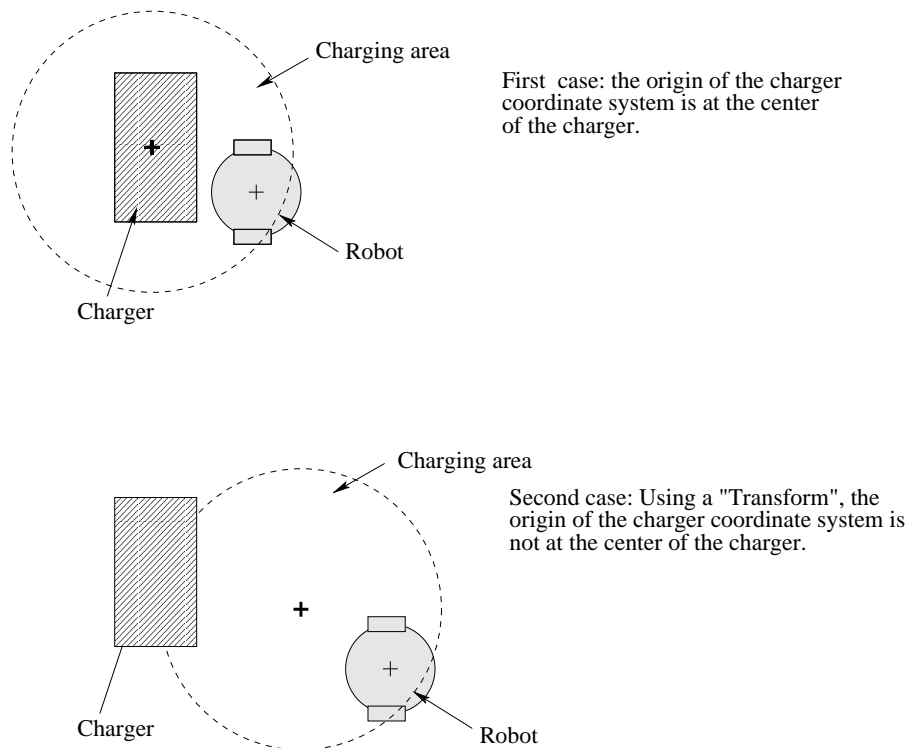 Charging area
First case: the origin of the charger
coordinate system is at the center
of the charger.
Robot
Charger
Charging area
Second case: Using a "Transform", the
origin of the charger coordinate system is
not at the center of the charger.
Charger
Robot